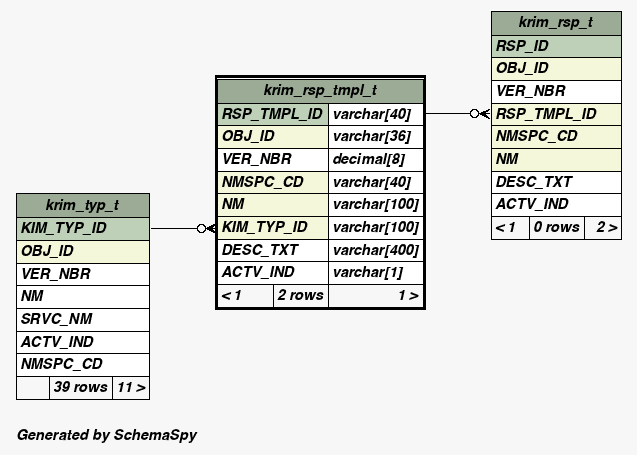 krim_rsp_t
RSP_ID
OBJ_ID
VER_NBR
RSP_TMPL_ID
NMSPC_CD
NM
DESC_TXT
ACTV_IND
< 1 0 rows 2 >
krim_rsp_tmpl_t
RSP_TMPL_ID varchar[40]
OBJ_ID varchar[36]
VER_NBR decimal[8]
NMSPC_CD varchar[40]
NM varchar[100]
KIM_TYP_ID varchar[100]
DESC_TXT varchar[400]
ACTV_IND varchar[1]
< 1 2 rows 1 >
krim_typ_t
KIM_TYP_ID
OBJ_ID
VER_NBR
NM
SRVC_NM
ACTV_IND
NMSPC_CD
39 rows 11 >
Generated by SchemaSpy